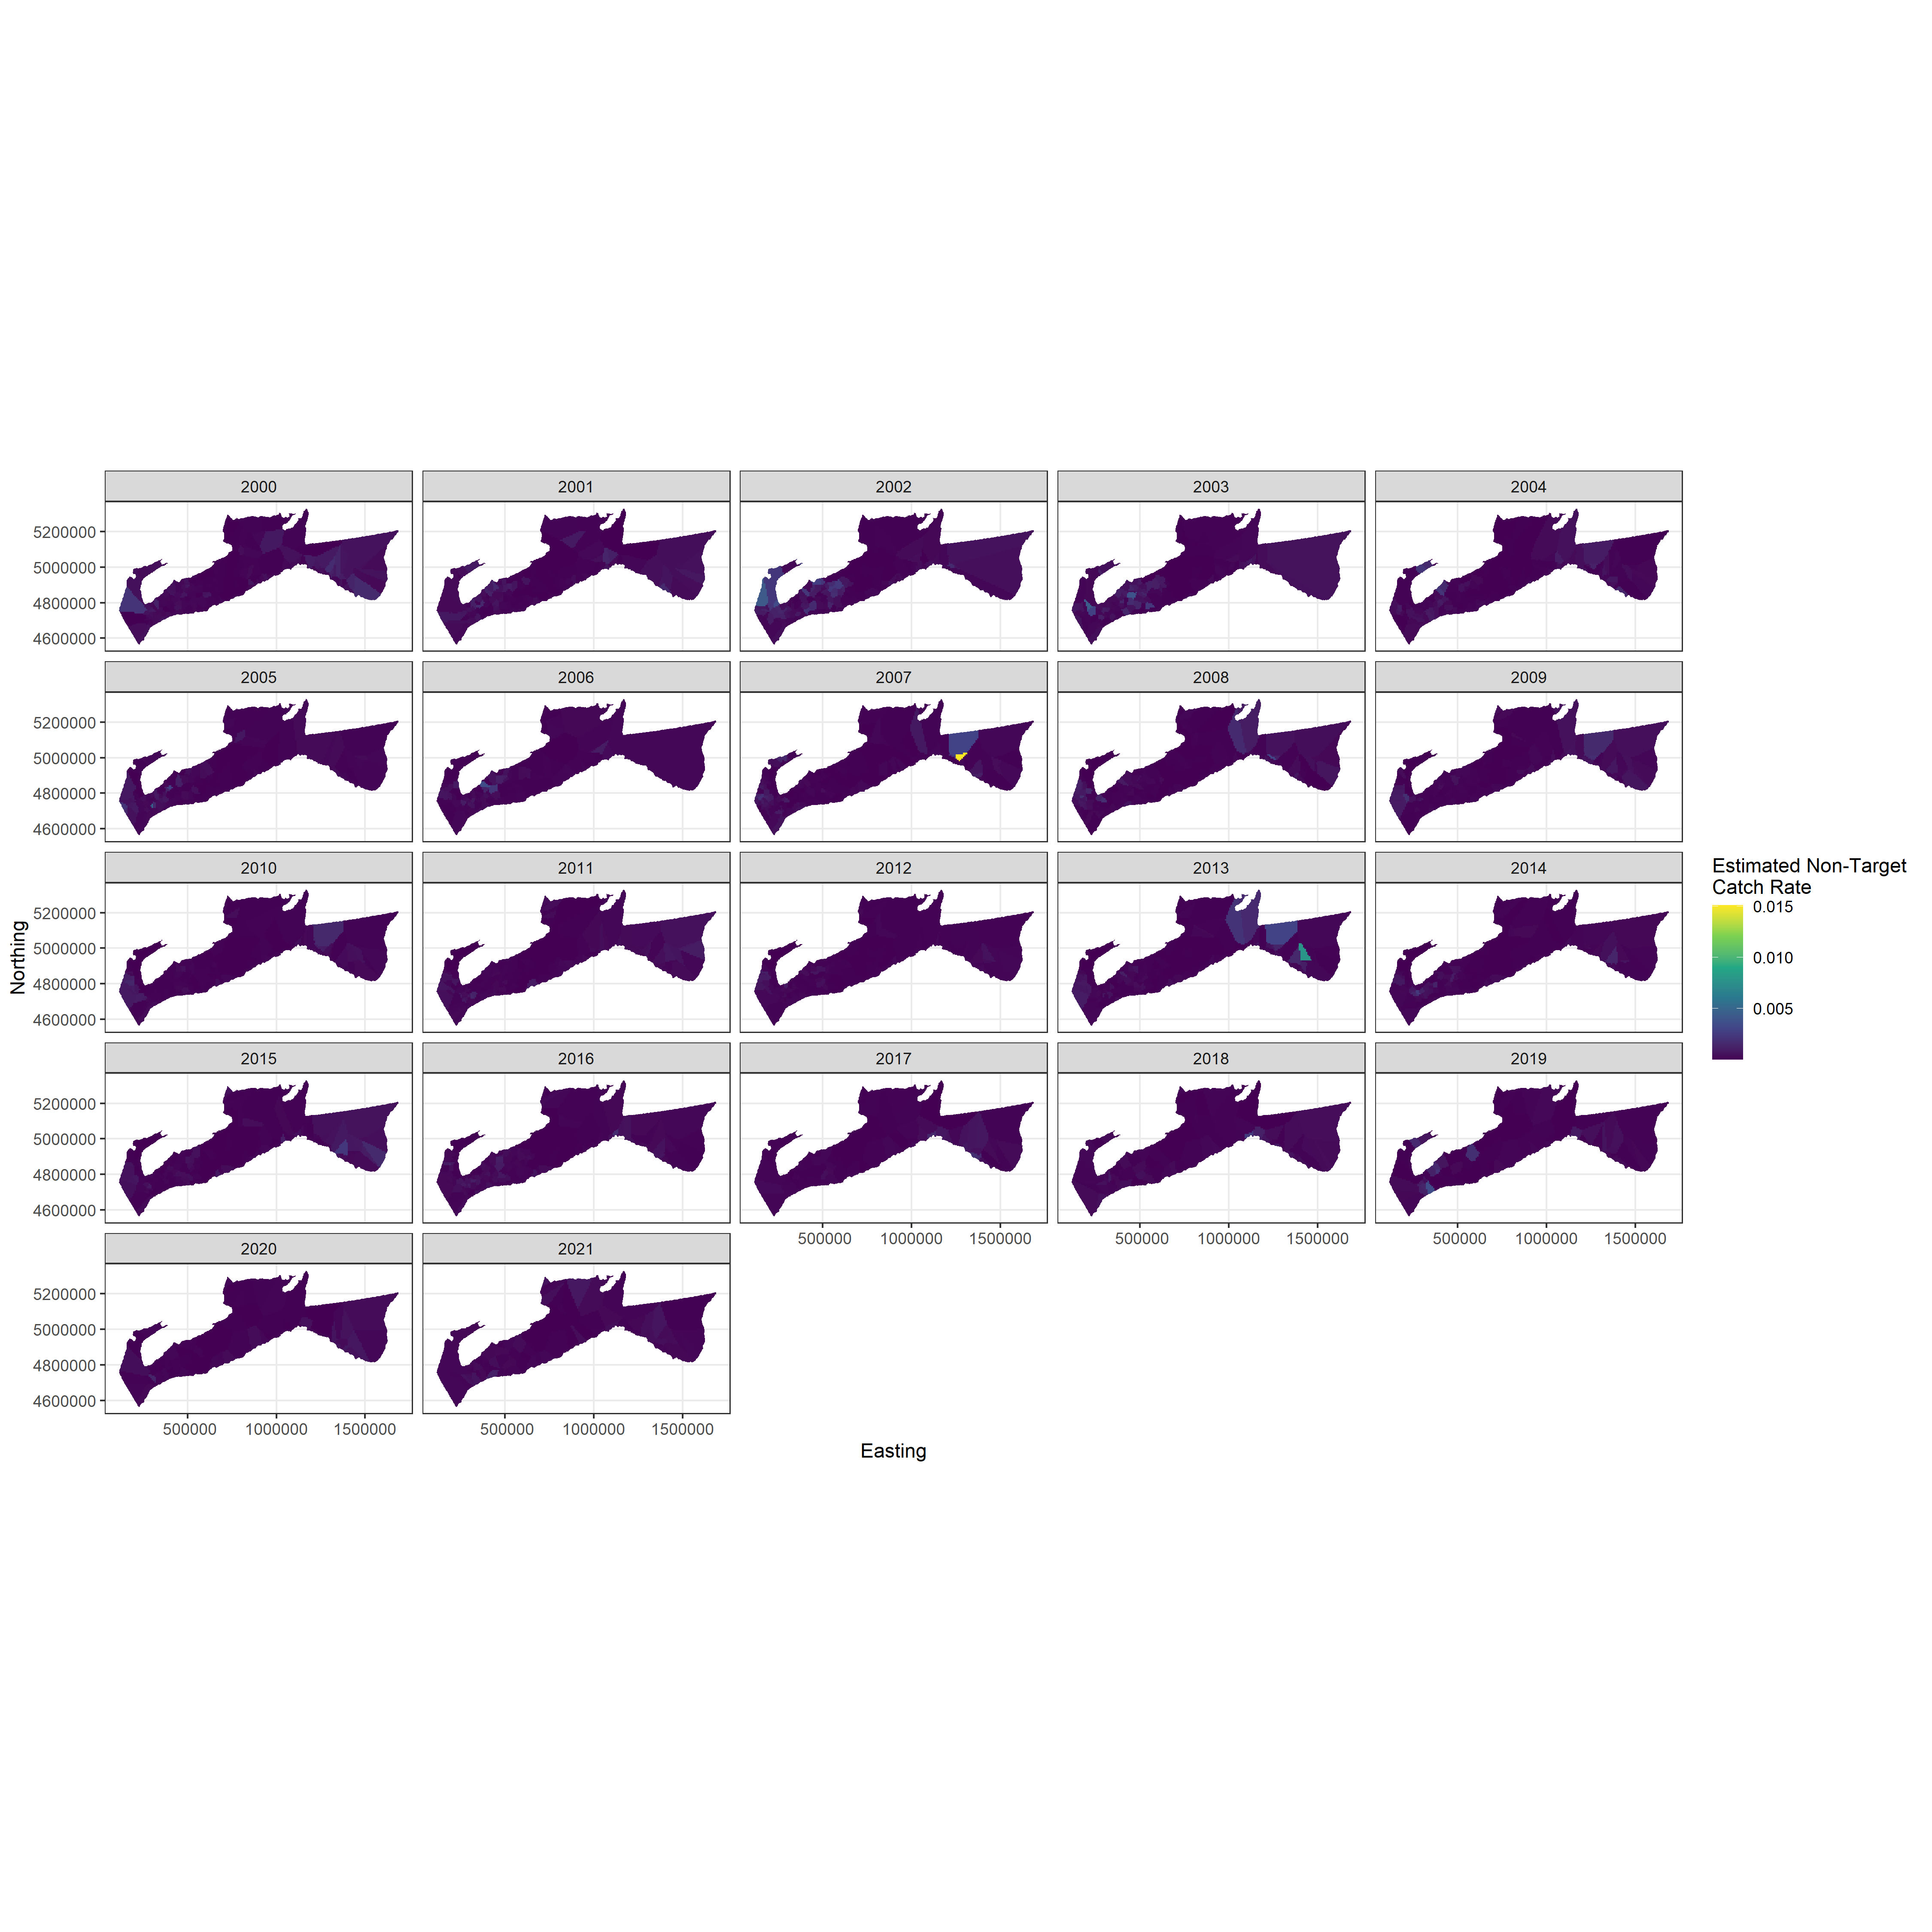 2000 2001 2002 2003 2004
5200000
5000000
4800000
4600000
2005 2006 2007 2008 2009
5200000
5000000
4800000
4600000
2010 2011 2012 2013 2014
5200000
5000000
4800000
4600000
2015 2016 2017 2018 2019
5200000
5000000
4800000
4600000
500000 1000000 1500000 500000 1000000 1500000 500000 1000000 1500000
2020 2021
5200000
5000000
4800000
4600000
500000 1000000 1500000 500000 1000000 1500000
Easting
Northing
Estimated Non-Target
Catch Rate
0.015
0.010
0.005